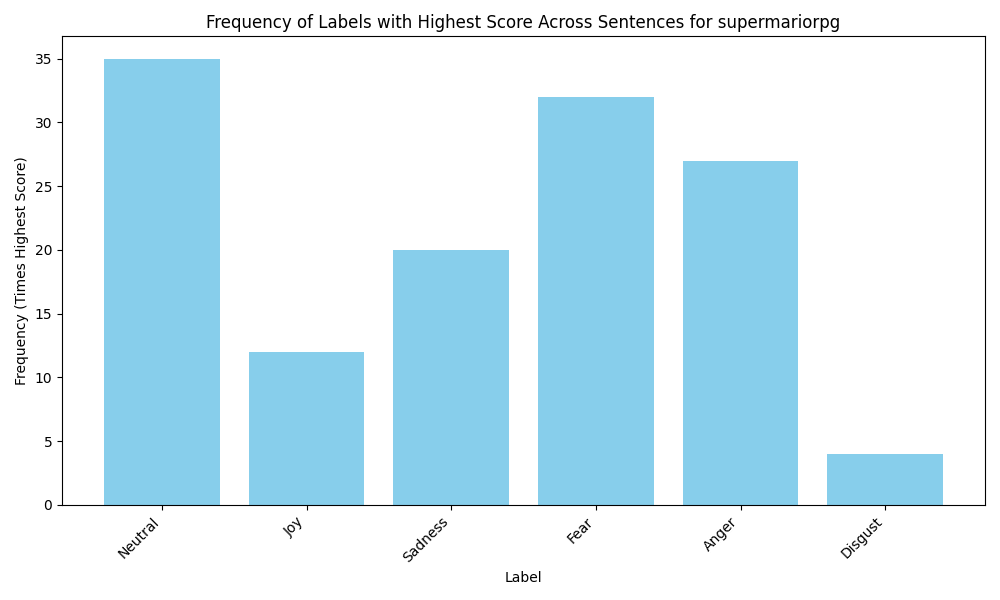 Frequency of Labels with Highest Score Across Sentences for supermariorpg
Frequency (Times Highest Score)
35
30
25
20
15
10
5
0
Neutral
Joy
Sadness
Fear
Anger
Disgust
Label